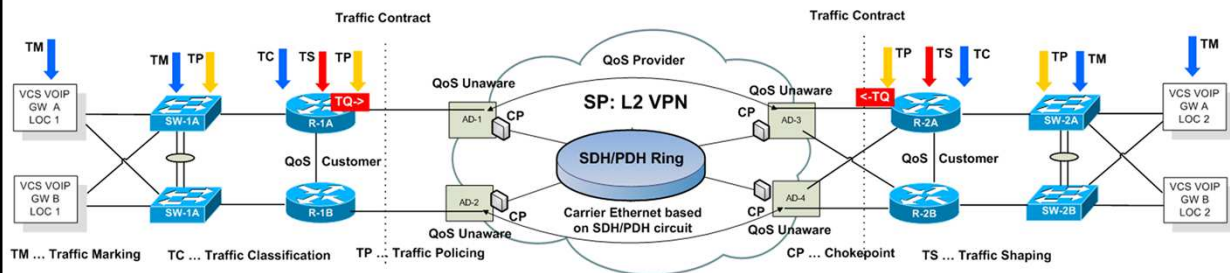 Traffic Contract
Traffic Contract
TM
TM
TP
TC
TS
TP
QoS Provider
TP
TS
TC
TP
TM
TM
QoS Unaware
QoS Unaware
VCS VOIP
GW A
LOC 1
SW-1A
TQ->
R-1A
AD-1
CP
SP: L2 VPN
CP
AD-3
<-TQ
R-2A
SW-2A
VCS VOIP
GW A
LOC 2
QoS
Customer
SDH/PDH Ring
QoS
Customer
VCS VOIP
GW B
LOC 1
SW-1A
R-1B
AD-2
CP
Carrier Ethernet based
on SDH/PDH circuit
CP
AD-4
R-2B
SW-2B
VCS VOIP
GW B
LOC 2
QoS Unaware
QoS Unaware
TM ... Traffic Marking
TC ... Traffic Classification
TP ... Traffic Policing
CP ... Chokepoint
TS ... Traffic Shaping